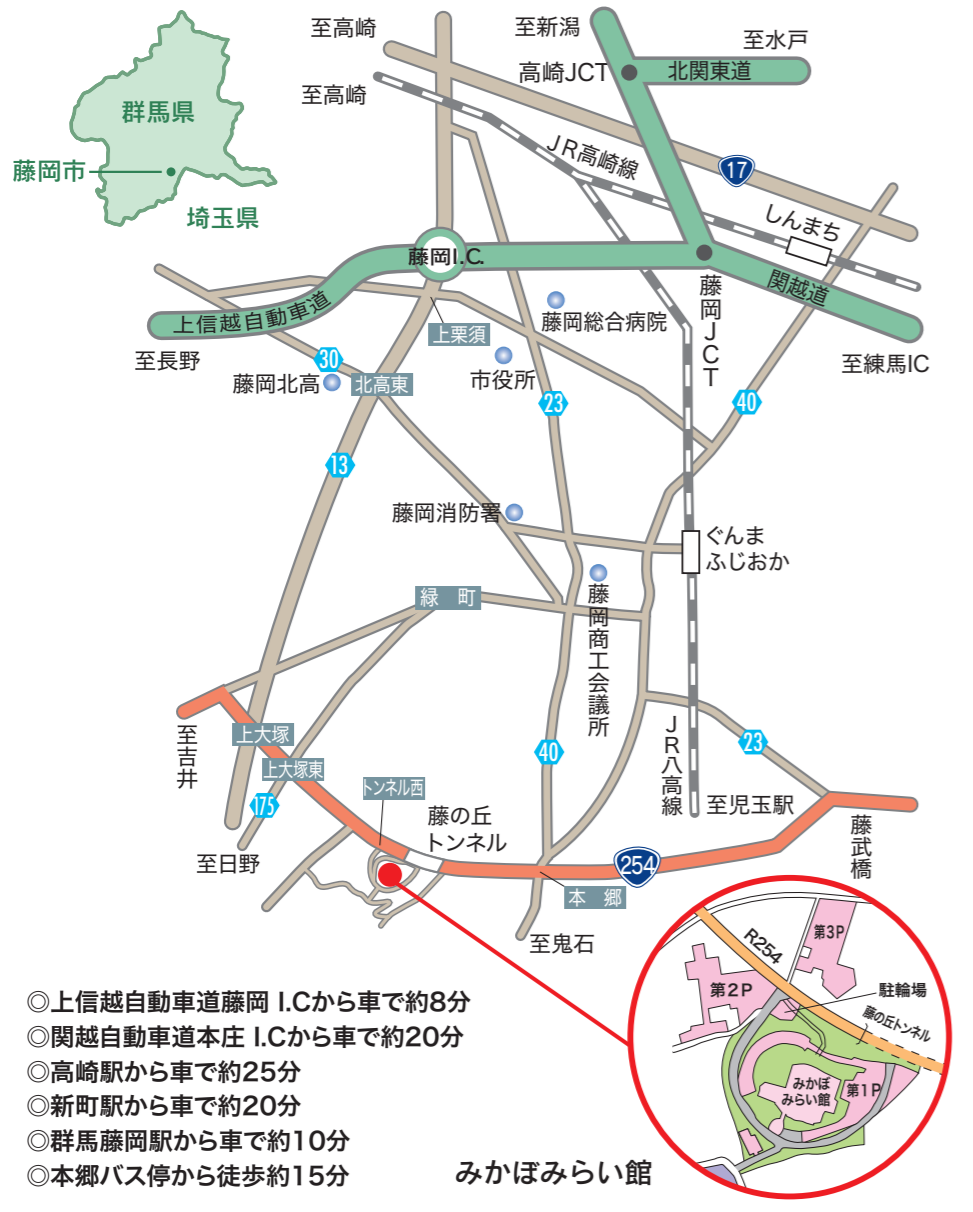 至高崎
至新潟
至水戸
高崎JCT
北関東道
至高崎
群馬県
藤岡市
埼玉県
JR高崎線
17
しんまち
藤岡I.C.
上信越自動車道
関越道
藤岡JCT
至長野
至練馬IC
上栗須
藤岡総合病院
30
藤岡北高
北高東
市役所
23
40
13
藤岡消防署
ぐんま
ふじおか
緑 町
藤岡商工会議所
至吉井
上大塚
上大塚東
175
至日野
トンネル西
藤の丘
トンネル
40
JR八高線
23
至児玉駅
藤武橋
254
本 郷
至鬼石
R254
第3P
第2P
駐輪場
藤の丘トンネル
みかぼ
みらい館
第1P
◎上信越自動車道藤岡 I.Cから車で約8分
◎関越自動車道本庄 I.Cから車で約20分
◎高崎駅から車で約25分
◎新町駅から車で約20分
◎群馬藤岡駅から車で約10分
◎本郷バス停から徒歩約15分
みかぼみらい館